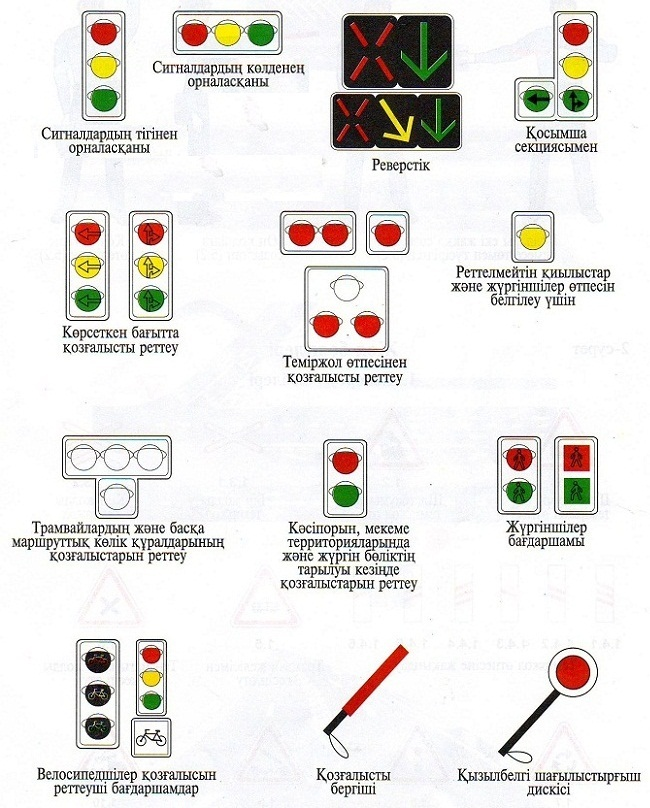 Сигналдардың көлденең
орналасқаны
Сигналдардың тігінен
орналасқаны
Реверстік
Қосымша
секциясымен
Көрсеткен бағытта
қозғалысты реттеу
Теміржол өтпесінен
қозғалысты реттеу
Реттелмейтін қиылыстар
және жүргіншілер өтпесін
белгілеу үшін
Трамвайлардың және басқа
маршруттық көлік құралдарының
қозғалыстарын реттеу
Кәсіпорын, мекеме
территорияларында
және жүргін бөліктің
тарылуы кезінде
қозғалыстарын реттеу
Жүргіншілер
бағдаршамы
Велосипедшілер қозғалысын
реттеуші бағдаршамдар
Қозғалысты
бергіші
Қызылбелгі шағылыстырғыш
дискісі